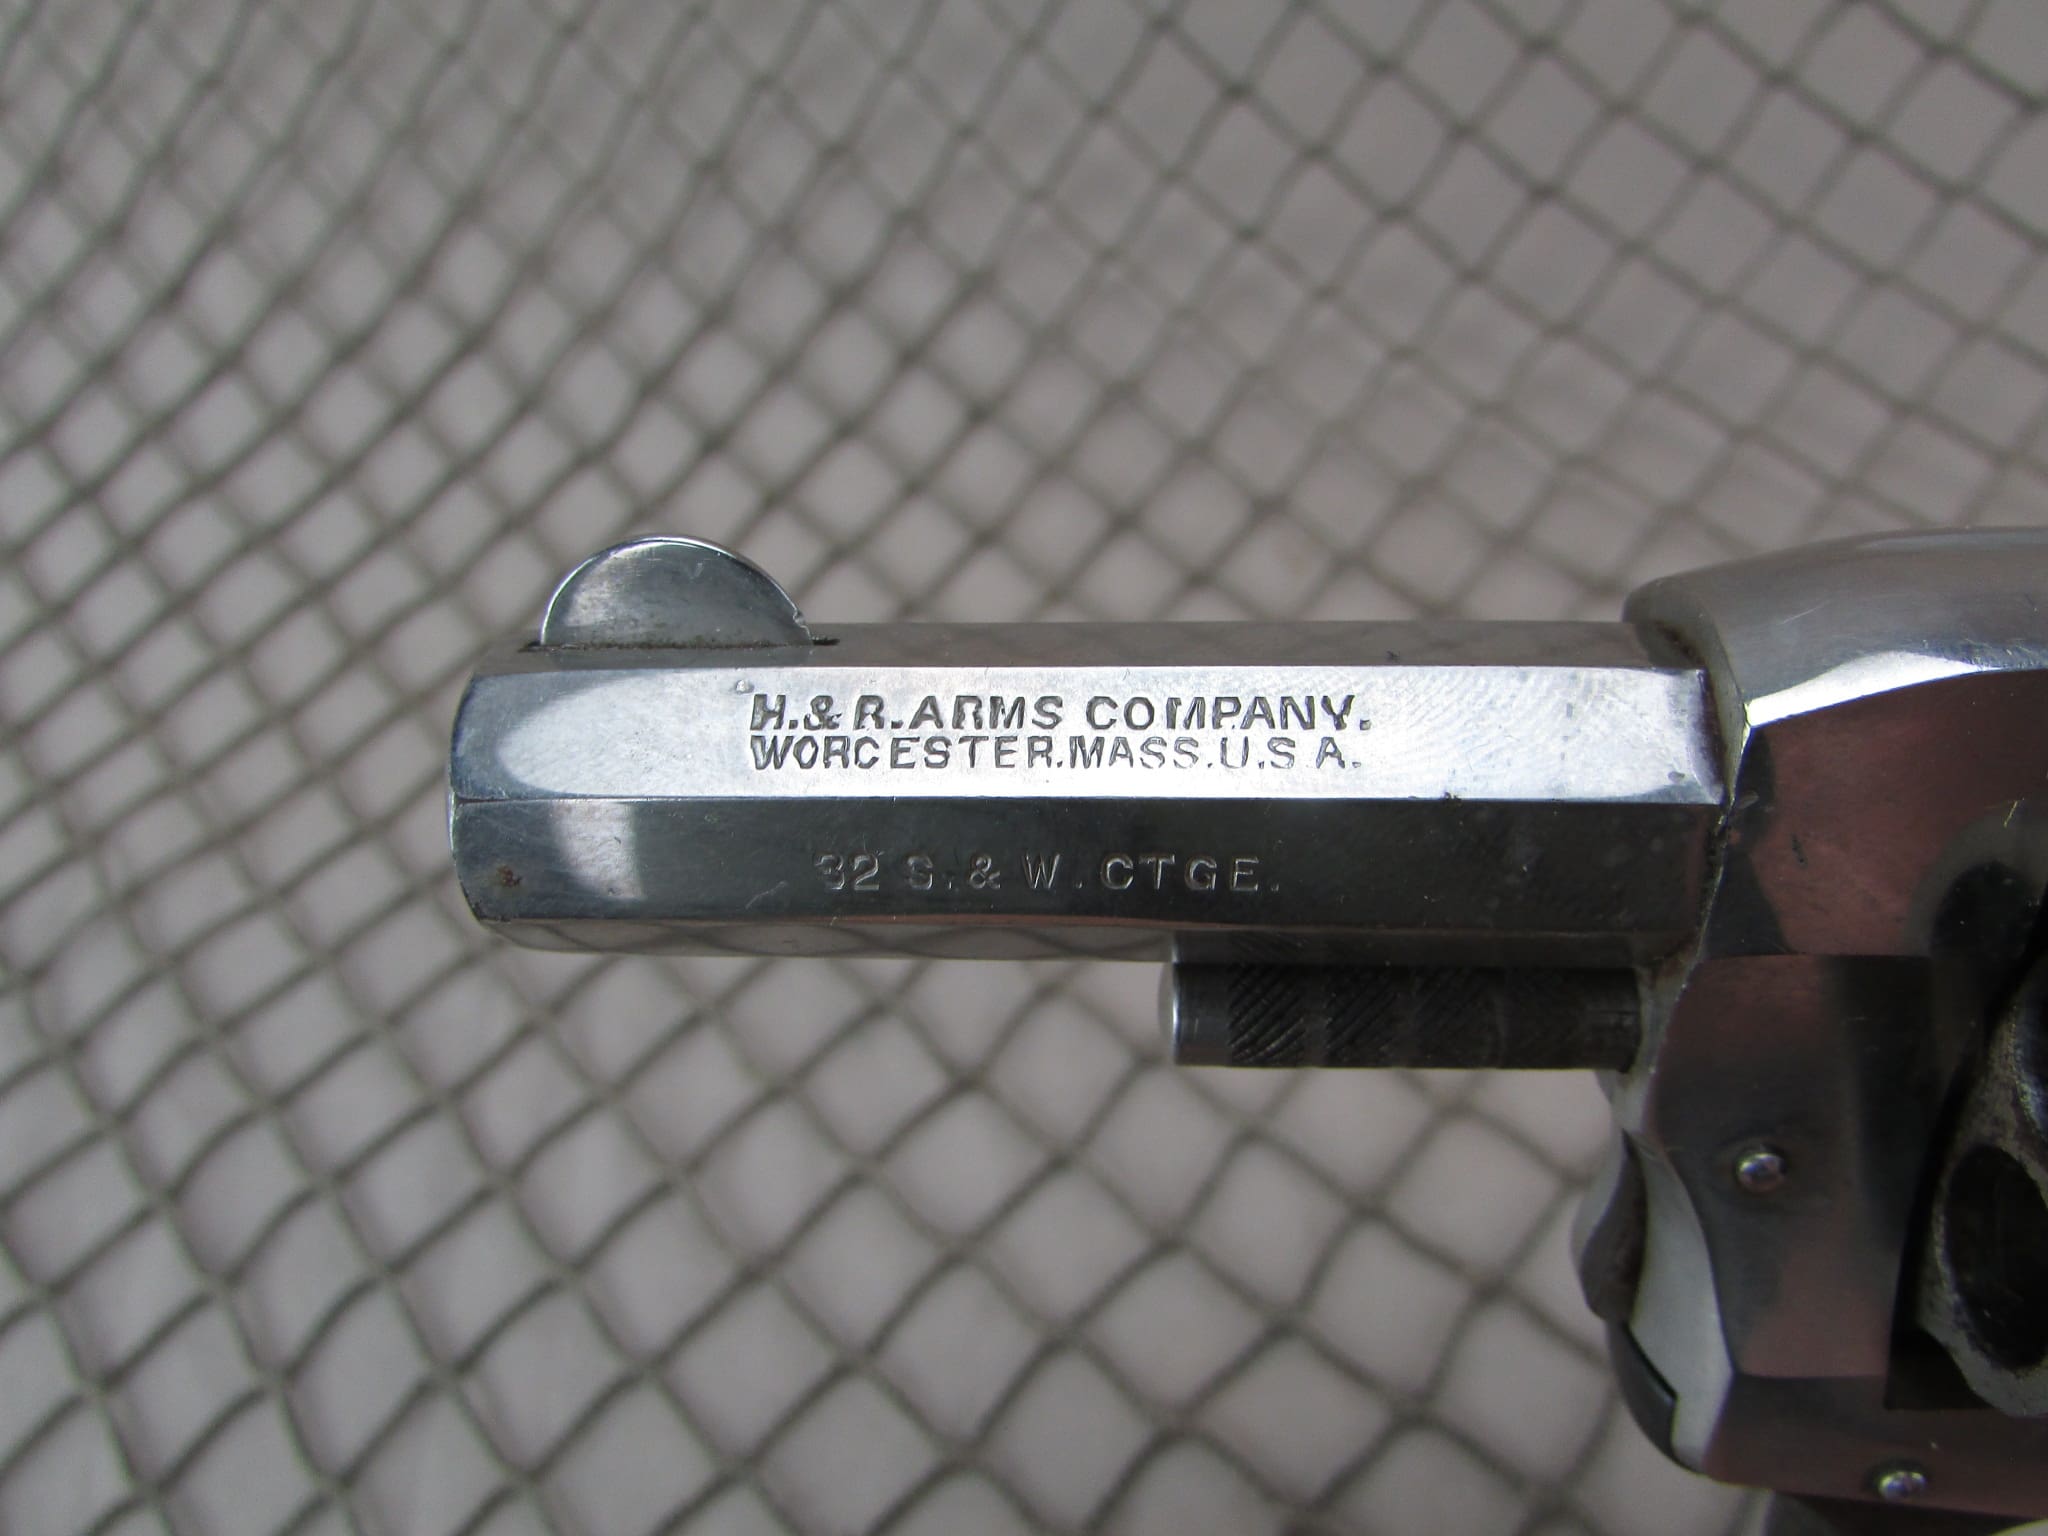 H.& R.ARMS COMPANY.
WORCESTER.MASS.U.S A.
32 S.& W. CTGE.